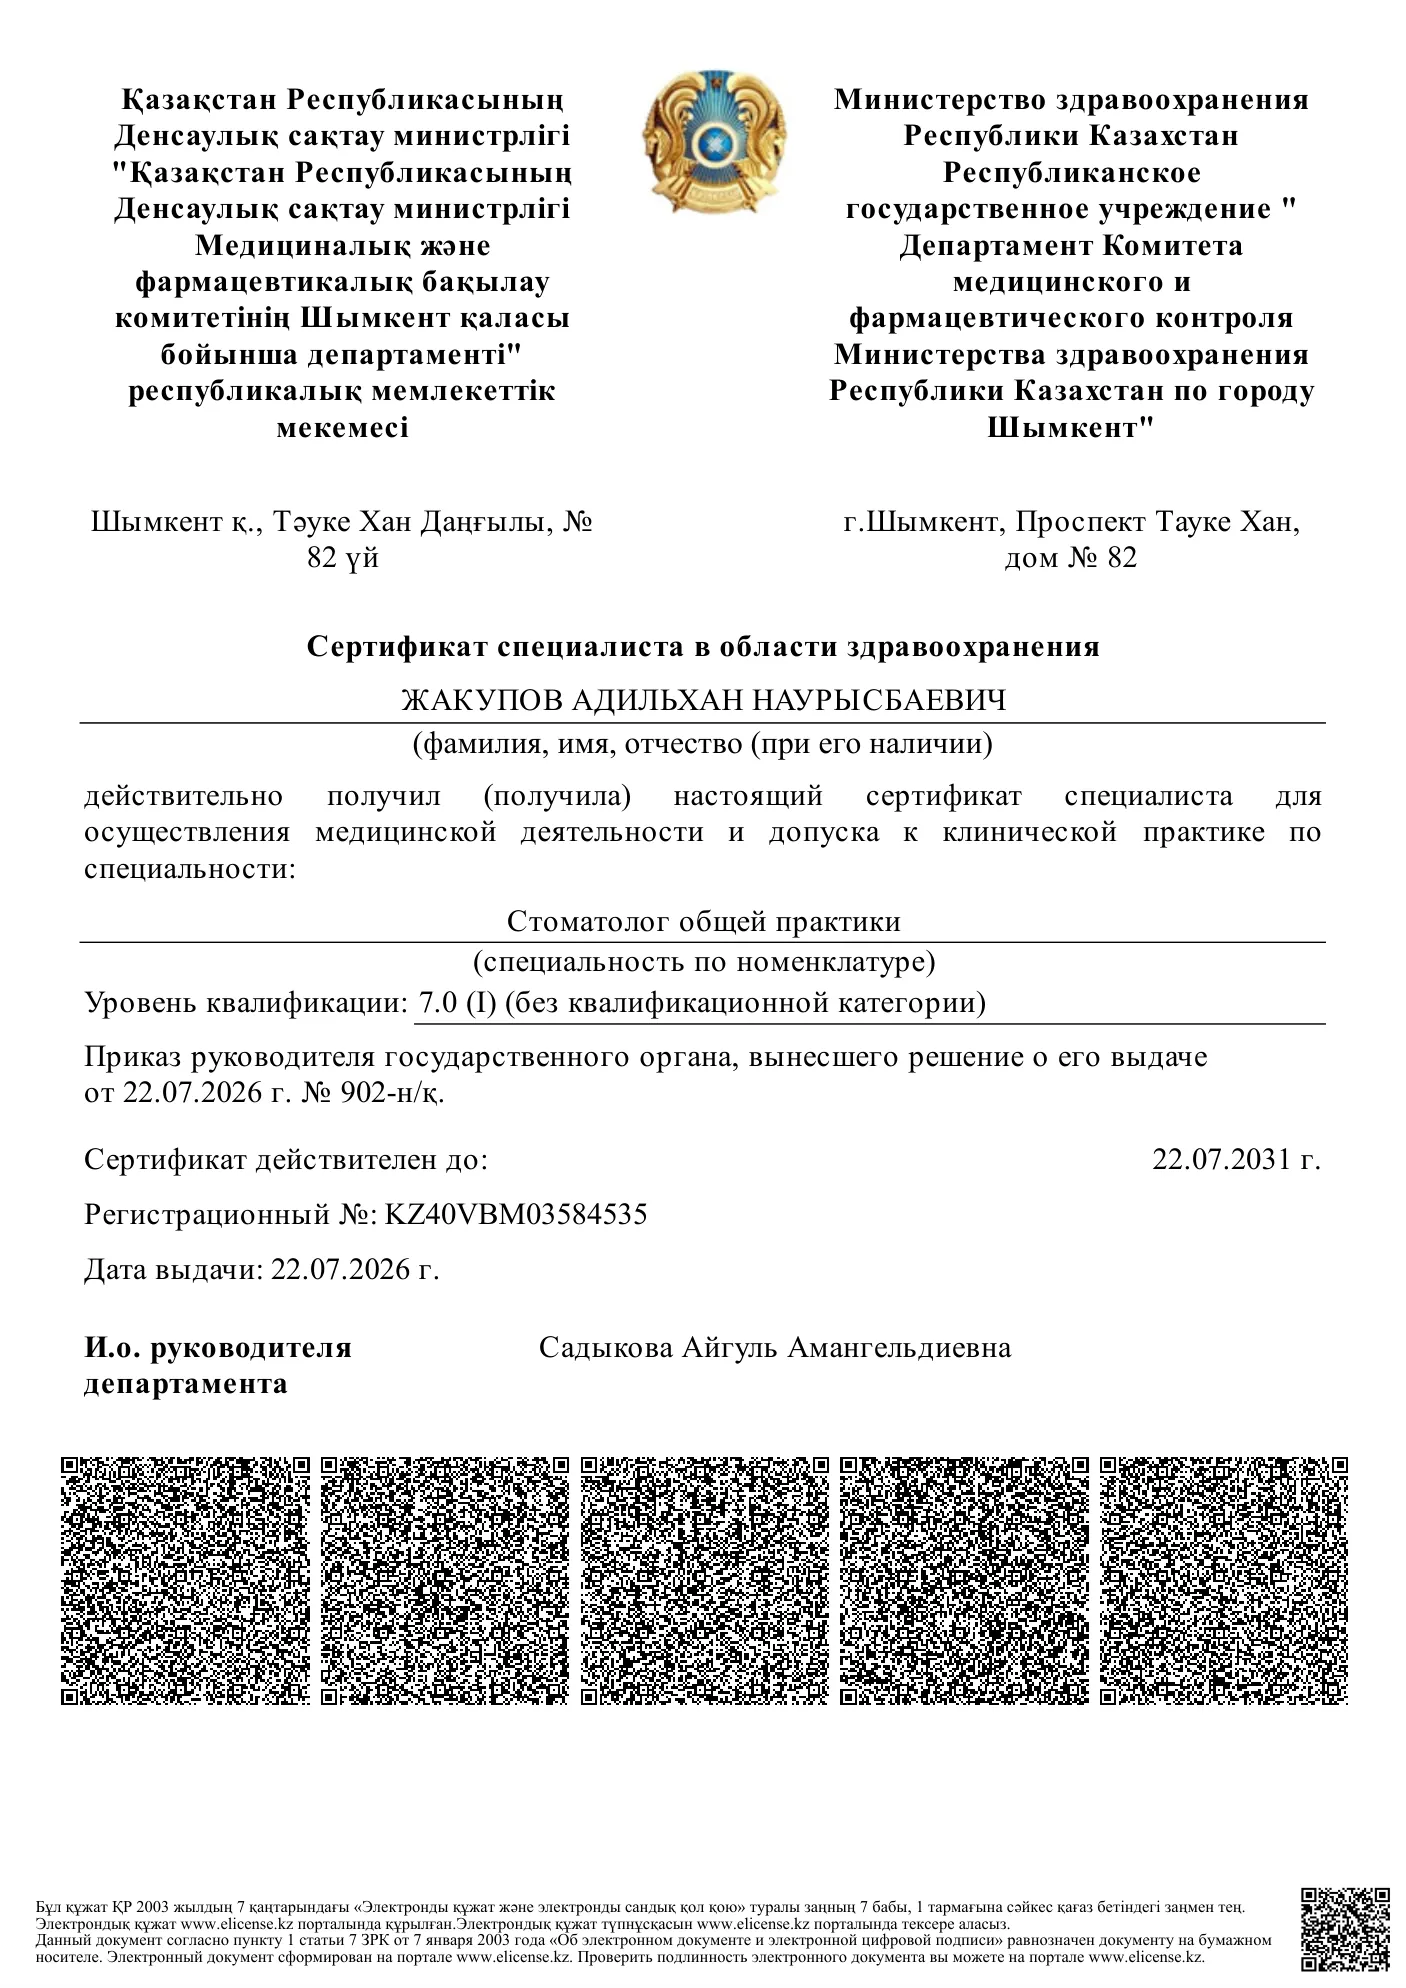 Қазақстан Республикасының
Денсаулық сақтау министрлігі
"Қазақстан Республикасының
Денсаулық сақтау министрлігі
Медициналық және
фармацевтикалық бақылау
комитетінің Шымкент қаласы
бойынша департаменті"
республикалық мемлекеттік
мекемесі
Министерство здравоохранения
Республики Казахстан
Республиканское
государственное учреждение "
Департамент Комитета
медицинского и
фармацевтического контроля
Министерства здравоохранения
Республики Казахстан по городу
Шымкент"
Шымкент қ., Тәуке Хан Даңғылы, №
82 үй
г.Шымкент, Проспект Тауке Хан,
дом № 82
Сертификат специалиста в области здравоохранения
ЖАКУПОВ АДИЛЬХАН НАУРЫСБАЕВИЧ
(фамилия, имя, отчество (при его наличии)
действительно получил (получила) настоящий сертификат специалиста для
осуществления медицинской деятельности и допуска к клинической практике по
специальности:
Стоматолог общей практики
(специальность по номенклатуре)
Уровень квалификации: 7.0 (I) (без квалификационной категории)
Приказ руководителя государственного органа, вынесшего решение о его выдаче
от 22.07.2026 г. № 902-н/қ.
Сертификат действителен до: 22.07.2031 г.
Регистрационный №: KZ40VBM03584535
Дата выдачи: 22.07.2026 г.
И.о. руководителя
департамента
Садыкова Айгуль Амангельдиевна
Бұл құжат ҚР 2003 жылдың 7 қаңтарындағы «Электронды құжат және электронды сандық қол қою» туралы заңның 7 бабы, 1 тармағына сәйкес қағаз бетіндегі заңмен тең.
Электрондық құжат www.elicense.kz порталында құрылған.Электрондық құжат түпнұсқасын www.elicense.kz порталында тексере аласыз.
Данный документ согласно пункту 1 статьи 7 ЗРК от 7 января 2003 года «Об электронном документе и электронной цифровой подписи» равнозначен документу на бумажном
носителе. Электронный документ сформирован на портале www.elicense.kz. Проверить подлинность электронного документа вы можете на портале www.elicense.kz.